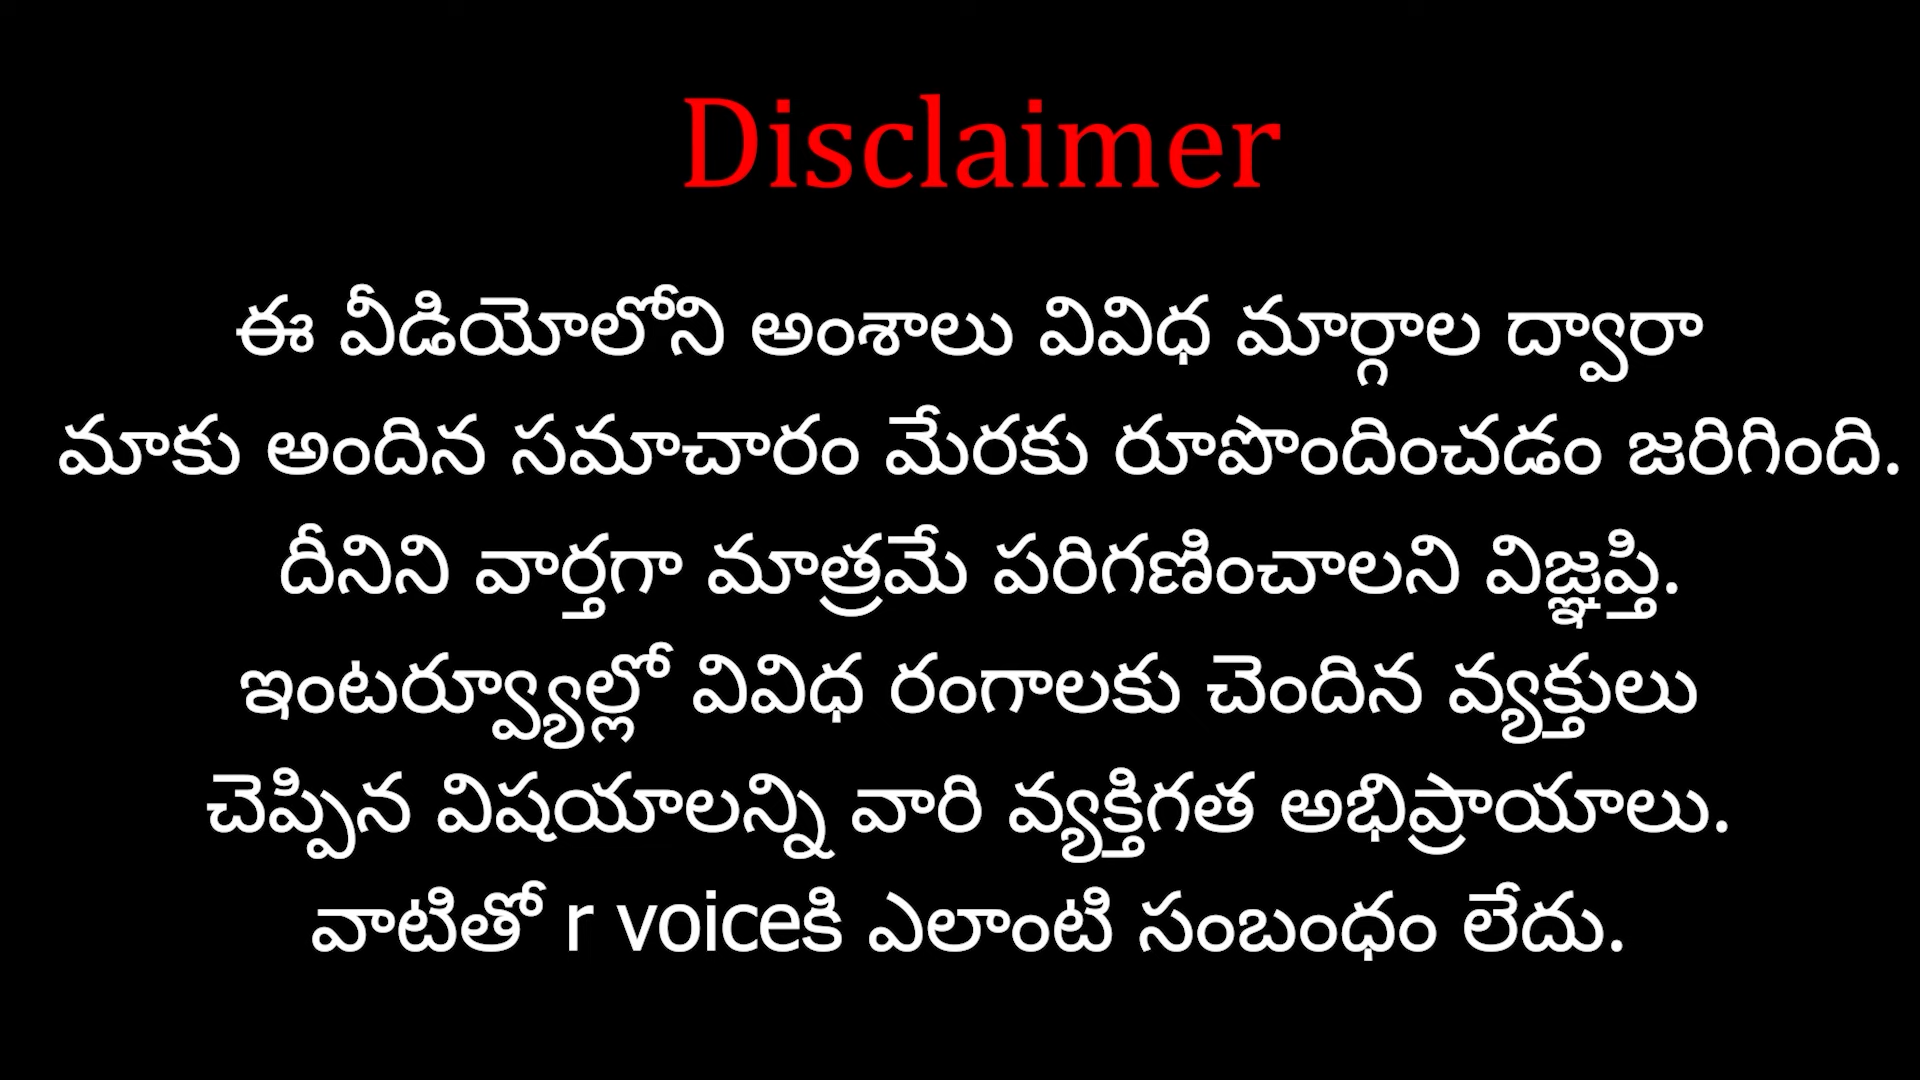 Disclaimer
ఈ వీడియోలోని అంశాలు వివిధ మార్గాల ద్వారా
మాకు అందిన సమాచారం మేరకు రూపొందించడం జరిగింది.
దీనిని వార్తగా మాత్రమే పరిగణించాలని విజ్ఞప్తి.
ఇంటర్వ్యూల్లో వివిధ రంగాలకు చెందిన వ్యక్తులు
చెప్పిన విషయాలన్ని వారి వ్యక్తిగత అభిప్రాయాలు.
వాటితో r voiceకి ఎలాంటి సంబంధం లేదు.